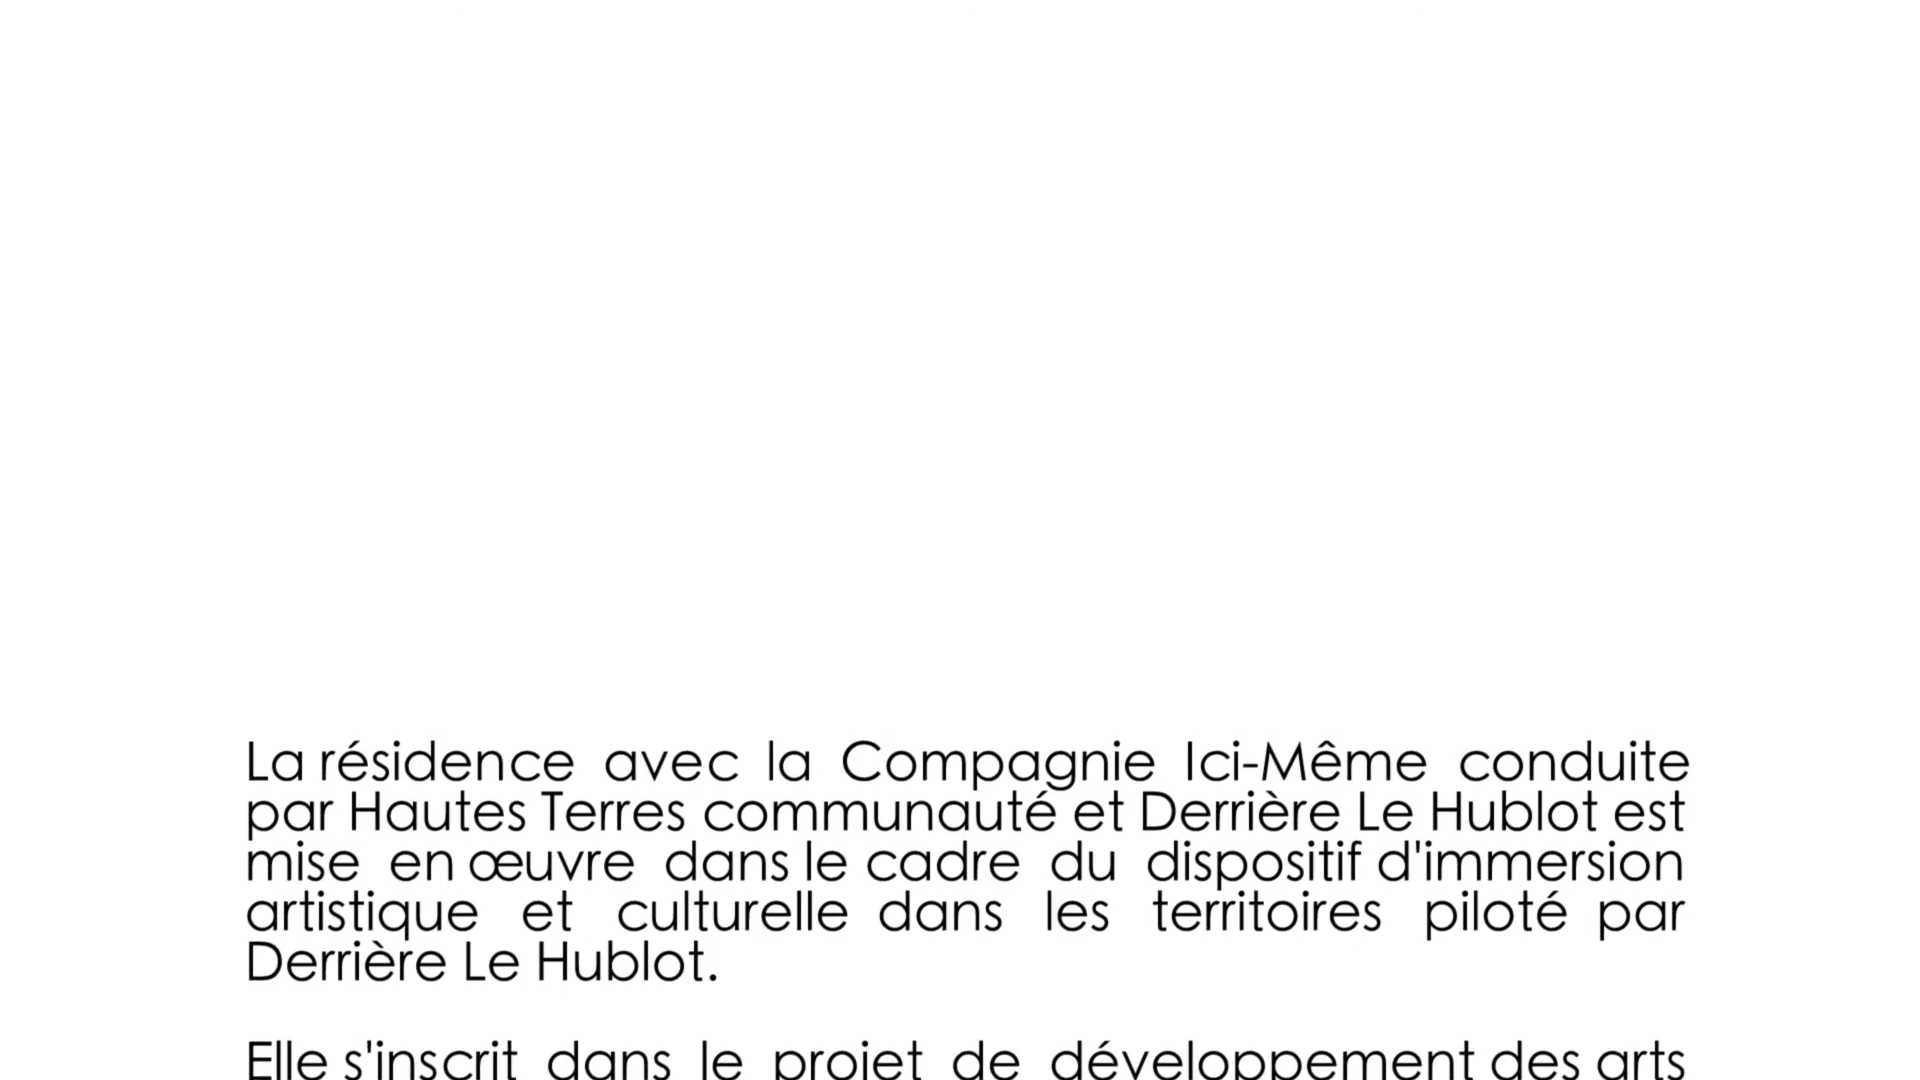 La résidence avec la Compagnie Ici-Même conduite
par Hautes Terres communauté et Derrière Le Hublot est
mise en œuvre dans le cadre du dispositif d'immersion
artistique et culturelle dans les territoires piloté par
Derrière Le Hublot.
Elle s'inscrit dans le projet de développement des arts